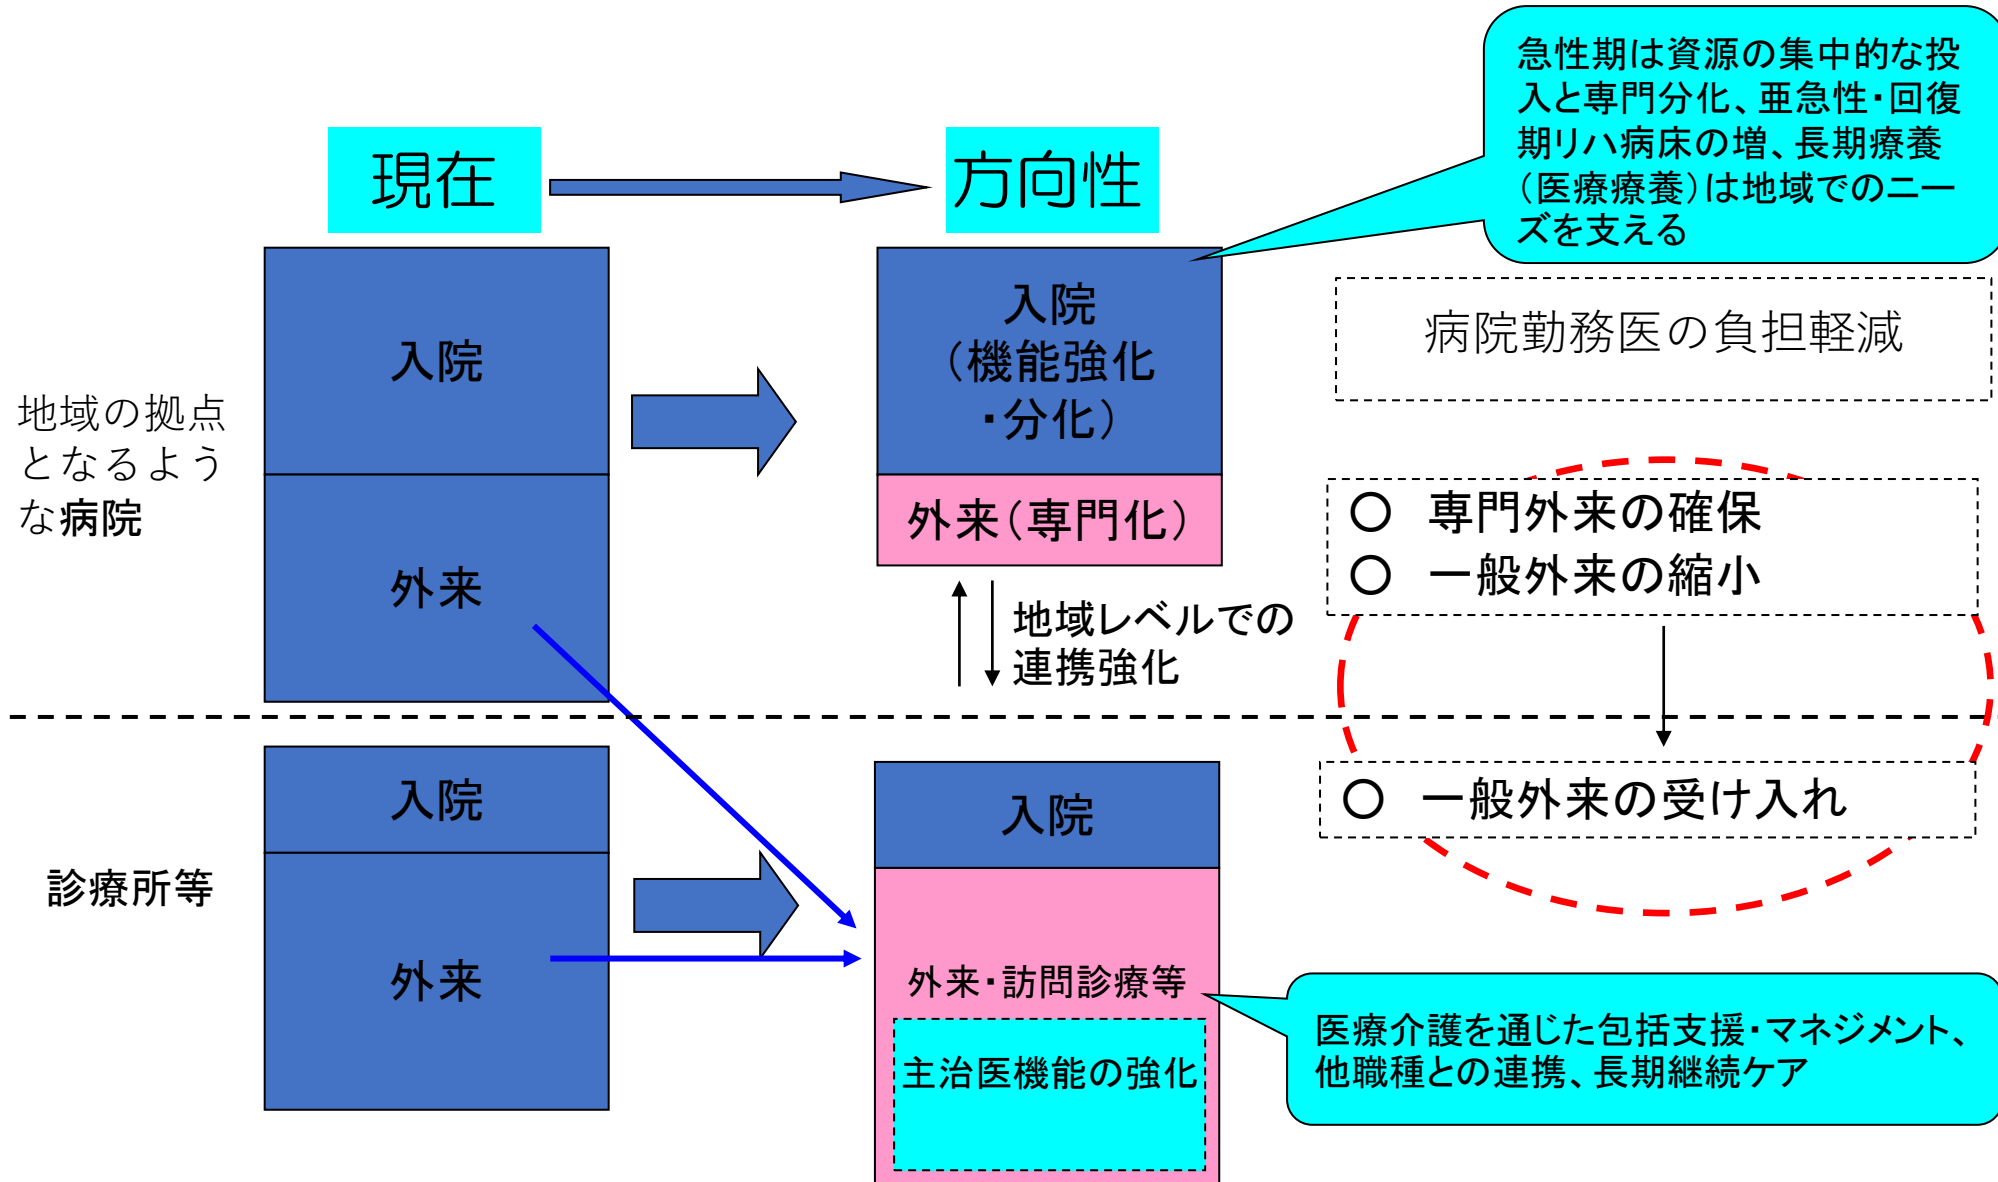 現在
方向性
急性期は資源の集中的な投
入と専門分化、亜急性・回復
期リハ病床の増、長期療養
（医療療養）は地域でのニー
ズを支える
地域の拠点
となるよう
な病院
入院
外来
入院
（機能強化
・分化）
外来（専門化）
地域レベルでの
連携強化
病院勤務医の負担軽減
○　専門外来の確保
○　一般外来の縮小
○　一般外来の受け入れ
診療所等
入院
外来
入院
外来・訪問診療等
主治医機能の強化
医療介護を通じた包括支援・マネジメント、
他職種との連携、長期継続ケア